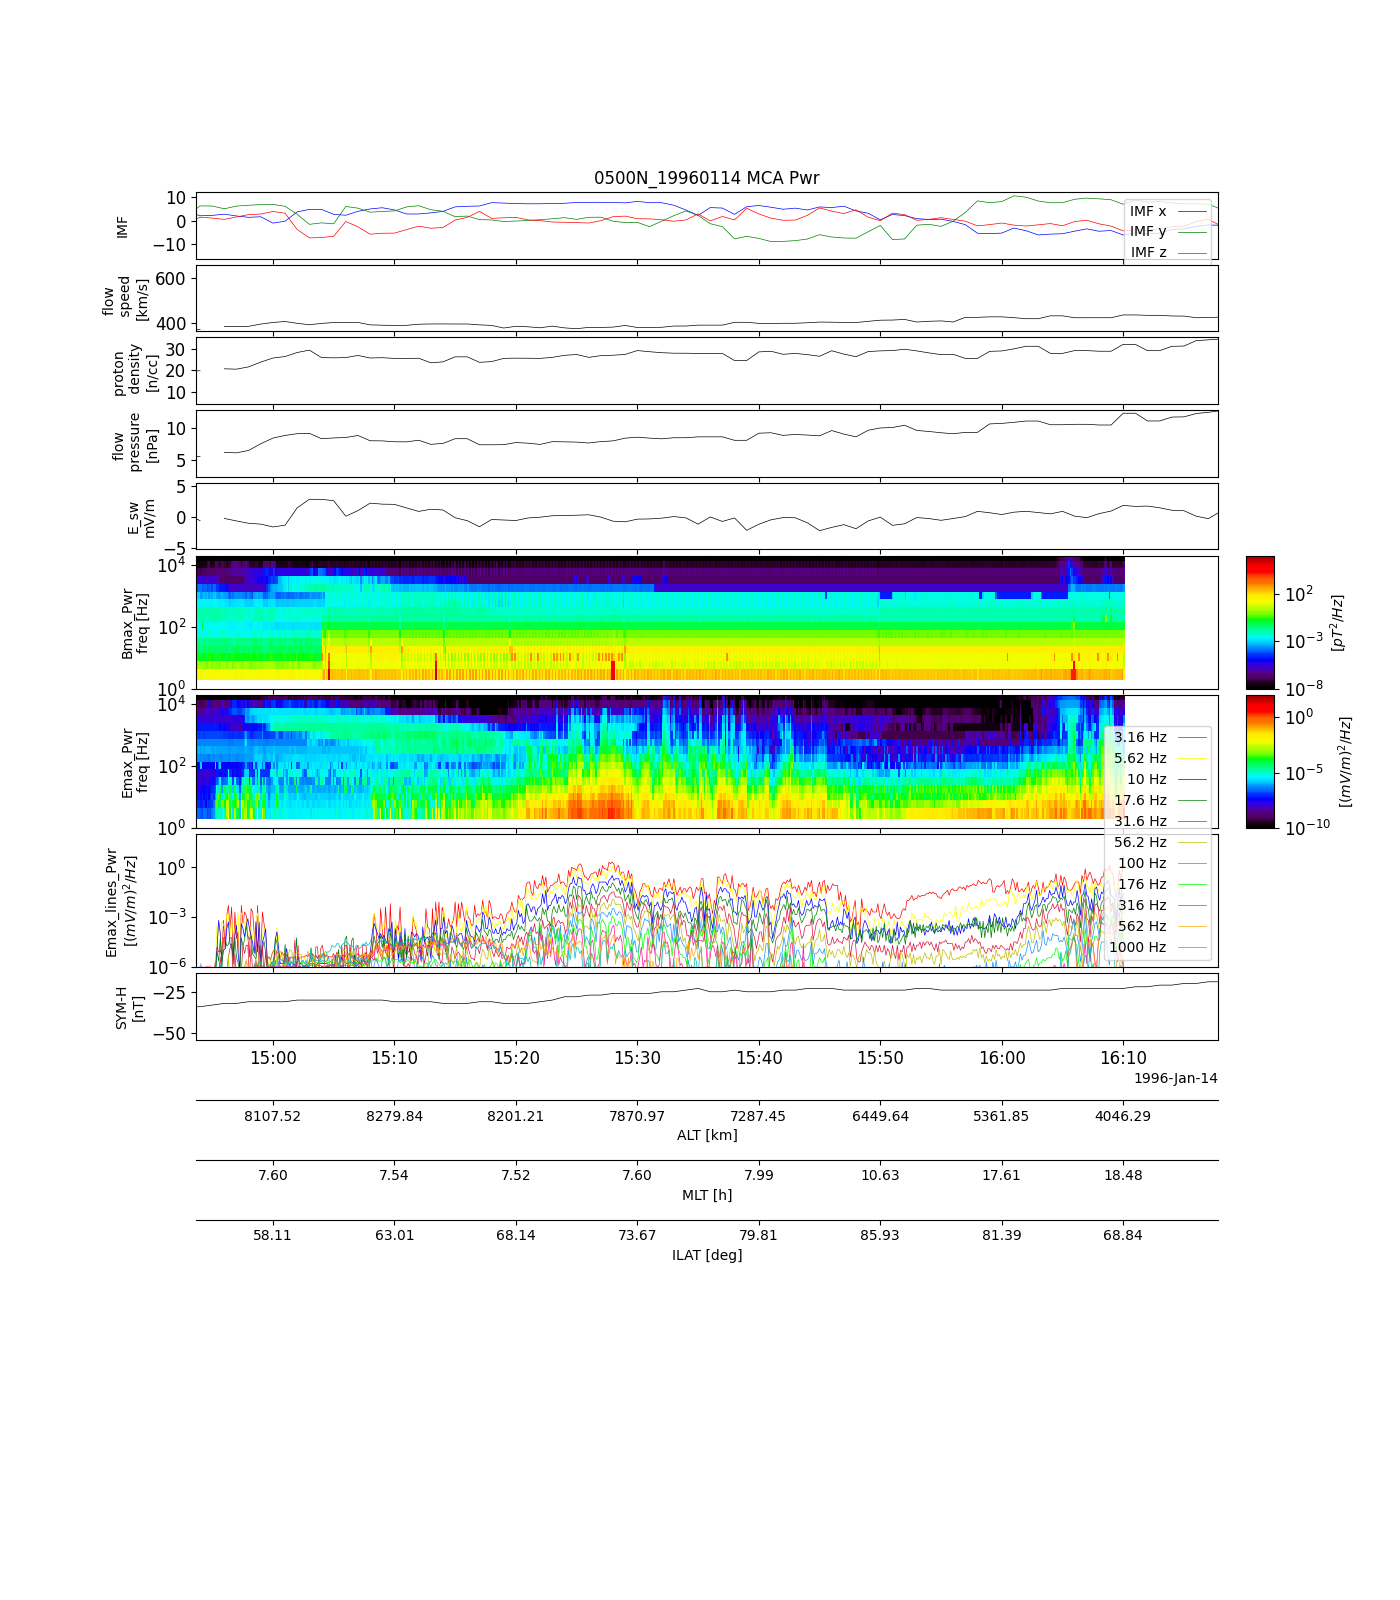 0500N_19960114 MCA Pwr
IMF
10
0
−10
IMF x
IMF y
IMF z
flow
speed
[km/s]
600
400
proton
density
[n/cc]
30
20
10
flow
pressure
[nPa]
10
5
E_sw
mV/m
5
0
−5
Bmax_Pwr
freq [Hz]
10^4
10^2
10^0
10^2
10^−3
10^−8
[pT^2/Hz]
Emax_Pwr
freq [Hz]
10^4
10^2
10^0
10^0
10^−5
10^−10
[(mV/m)^2/Hz]
3.16 Hz
5.62 Hz
10 Hz
17.6 Hz
31.6 Hz
56.2 Hz
100 Hz
176 Hz
316 Hz
562 Hz
1000 Hz
Emax_lines_Pwr
[(mV/m)^2/Hz]
10^0
10^−3
10^−6
SYM-H
[nT]
−25
−50
15:00 15:10 15:20 15:30 15:40 15:50 16:00 16:10
1996-Jan-14
8107.52 8279.84 8201.21 7870.97 7287.45 6449.64 5361.85 4046.29
ALT [km]
7.60 7.54 7.52 7.60 7.99 10.63 17.61 18.48
MLT [h]
58.11 63.01 68.14 73.67 79.81 85.93 81.39 68.84
ILAT [deg]